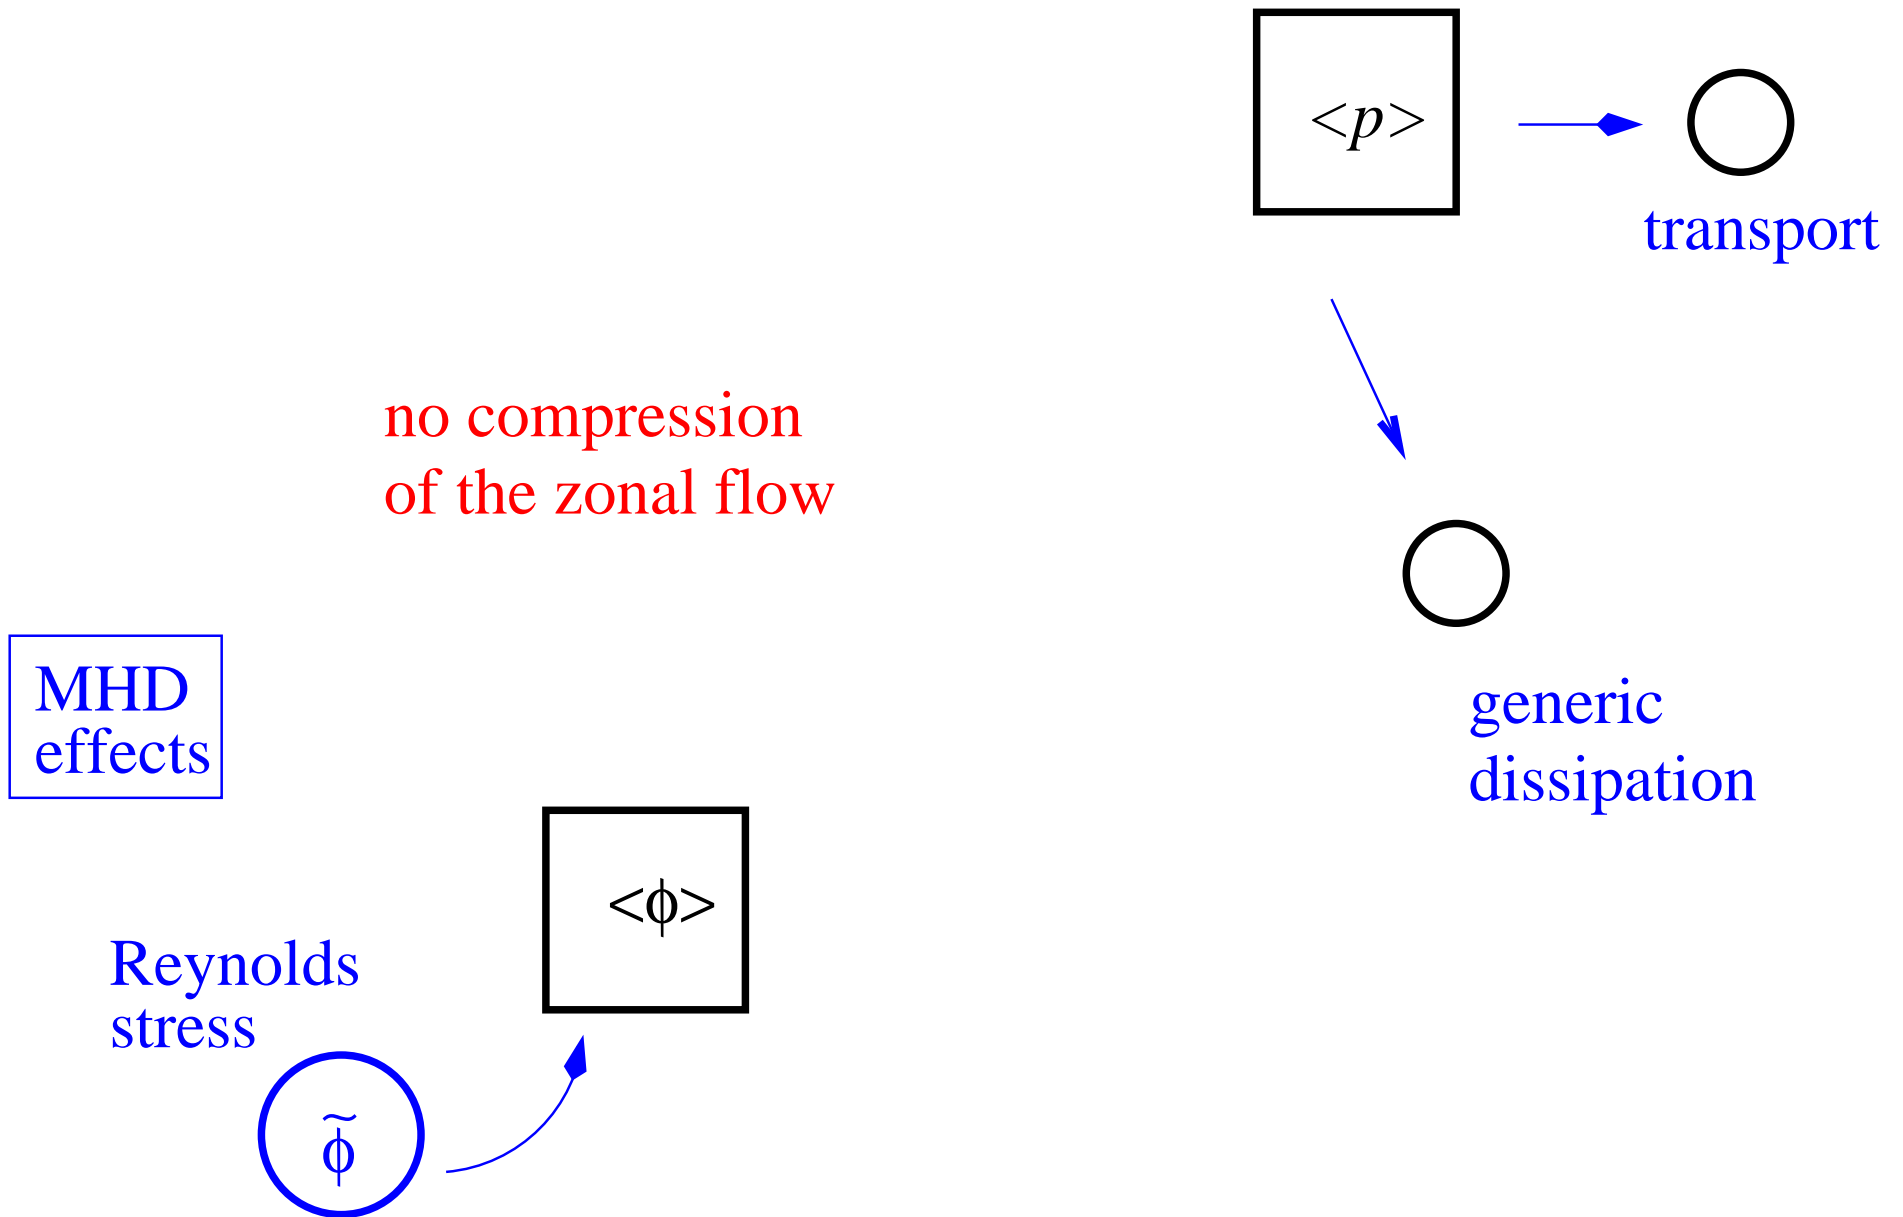 <p>
transport
no compression
of the zonal flow
MHD
effects
generic
dissipation
<ϕ>
Reynolds
stress
ϕ̃